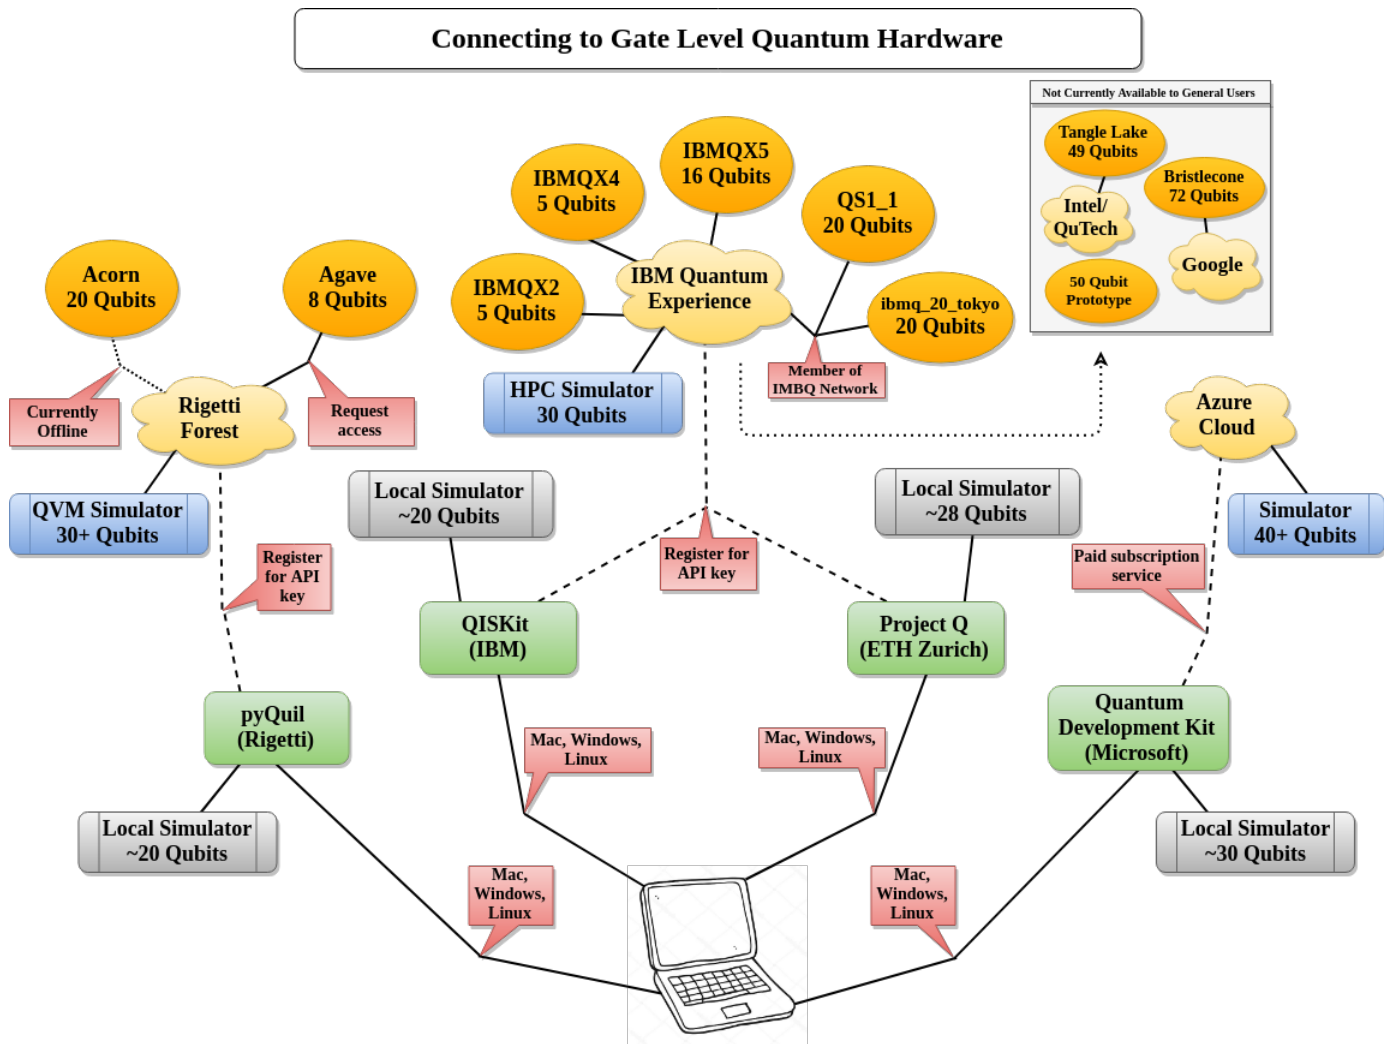 Connecting to Gate Level Quantum Hardware
Not Currently Available to General Users
Tangle Lake
49 Qubits
Bristlecone
72 Qubits
Intel/
QuTech
Google
50 Qubit
Prototype
IBMQX5
16 Qubits
IBMQX4
5 Qubits
QS1_1
20 Qubits
IBMQX2
5 Qubits
IBM Quantum
Experience
ibmq_20_tokyo
20 Qubits
Acorn
20 Qubits
Agave
8 Qubits
Member of
IMBQ Network
HPC Simulator
30 Qubits
Currently
Offline
Rigetti
Forest
Request
access
Azure
Cloud
QVM Simulator
30+ Qubits
Local Simulator
~20 Qubits
Local Simulator
~28 Qubits
Simulator
40+ Qubits
Register
for API
key
Register for
API key
Paid subscription
service
QISKit
(IBM)
Project Q
(ETH Zurich)
pyQuil
(Rigetti)
Quantum
Development Kit
(Microsoft)
Mac, Windows,
Linux
Mac, Windows,
Linux
Local Simulator
~20 Qubits
Local Simulator
~30 Qubits
Mac,
Windows,
Linux
Mac,
Windows,
Linux